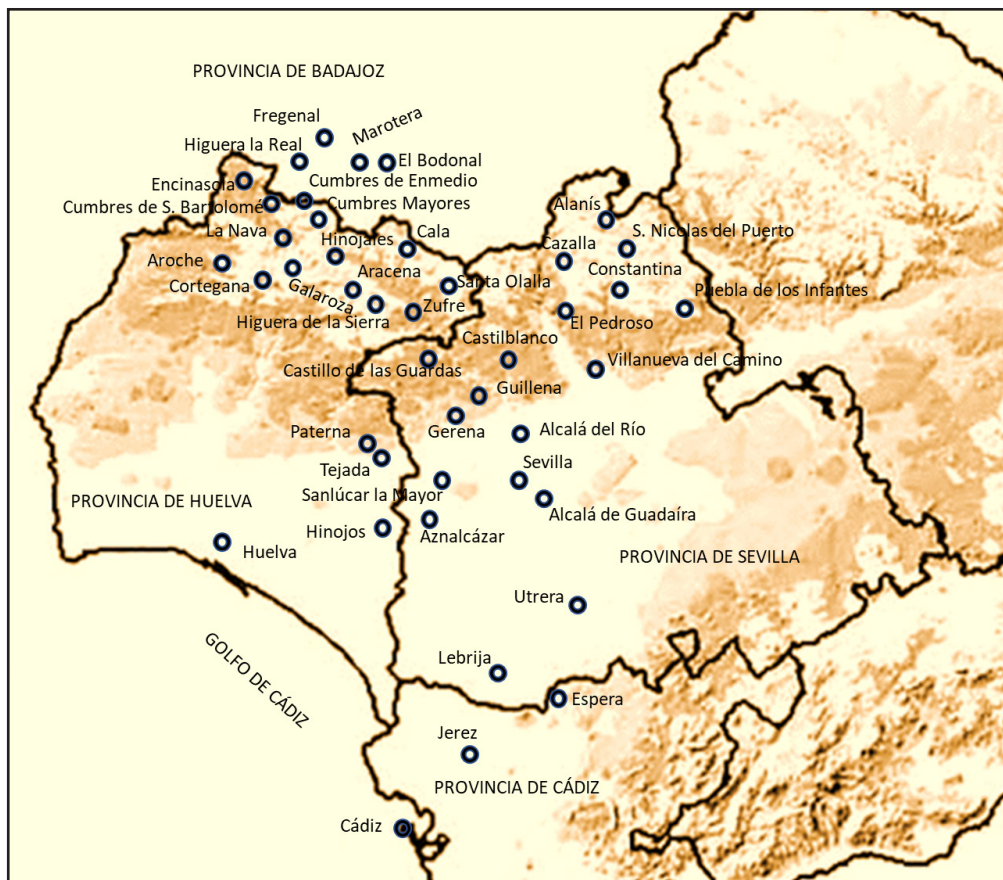 PROVINCIA DE BADAJOZ
Fregenal
Marotera
Higuera la Real
El Bodonal
Encinasola
Cumbres de Enmedio
Cumbres de S. Bartolomé
Cumbres Mayores
Alanís
La Nava
Hinojales
Cala
S. Nicolas del Puerto
Cazalla
Aroche
Aracena
Constantina
Cortegana
Galaroza
Santa Olalla
Puebla de los Infantes
Higuera de la Sierra
Zufre
El Pedroso
Castilblanco
Castillo de las Guardas
Villanueva del Camino
Guillena
Paterna
Gerena
Alcalá del Río
Tejada
Sevilla
Sanlúcar la Mayor
PROVINCIA DE HUELVA
Alcalá de Guadaíra
Hinojos
Aznalcázar
Huelva
PROVINCIA DE SEVILLA
Utrera
GOLFO DE CÁDIZ
Lebrija
Espera
Jerez
PROVINCIA DE CÁDIZ
Cádiz